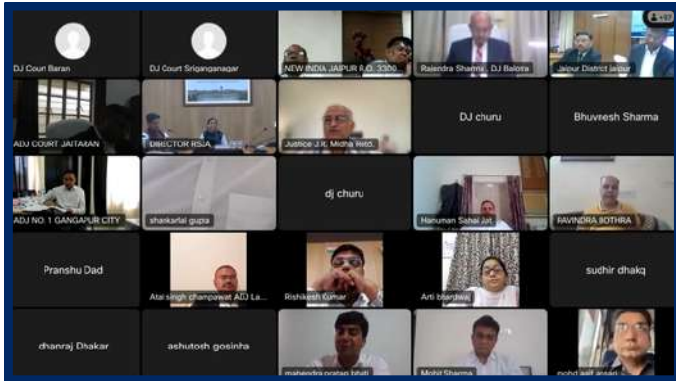 +97
DJ Court Baran
DJ Court Sriganganagar
NEW INDIA JAIPUR R.O. 3300
Rajendra Sharma, DJ Balotra
Jaipur District jaipur
ADJ COURT JAITARAN
DIRECTOR RSJA
Justice J.R. Midha Retd.
DJ churu
Bhuvnesh Sharma
ADJ NO. 1 GANGAPUR CITY
shankarlal gupta
dj churu
Hanuman Sahai Jat
RAVINDRA BOTHRA
Pranshu Dad
Atal singh champawat ADJ La...
Rishikesh Kumar
Arti bhardwaj
sudhir dhakq
dhanraj Dhakar
ashutosh gosinha
mahendra pratap bhati
Mohit Sharma
mohd asif ansari